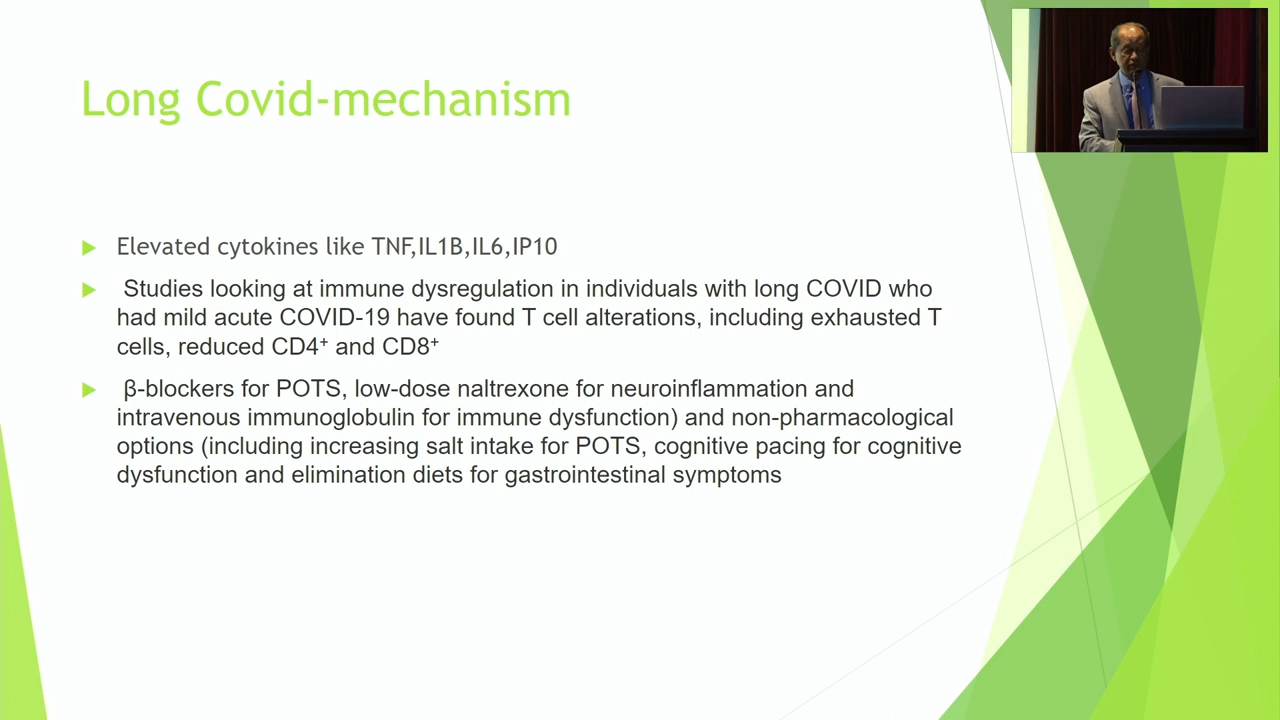 Long Covid-mechanism
Elevated cytokines like TNF,IL1B,IL6,IP10
Studies looking at immune dysregulation in individuals with long COVID who
had mild acute COVID-19 have found T cell alterations, including exhausted T
cells, reduced CD4⁺ and CD8⁺
β-blockers for POTS, low-dose naltrexone for neuroinflammation and
intravenous immunoglobulin for immune dysfunction) and non-pharmacological
options (including increasing salt intake for POTS, cognitive pacing for cognitive
dysfunction and elimination diets for gastrointestinal symptoms